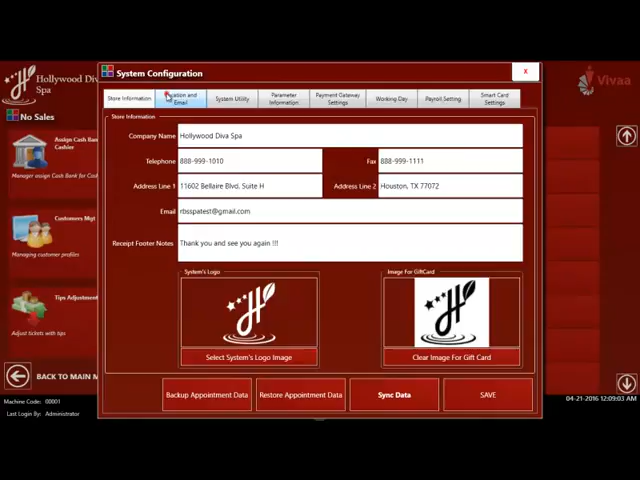 Hollywood Div
Spa
Vivaa
System Configuration
X
Store Information
Email
System Utility
Parameter
Information
Payment Gateway
Settings
Working Day
Payroll Setting
Smart Card
Settings
No Sales
Assign Cash Bank
Cashier
Manager assign Cash Bank for Cash
Customers Mgt
Managing customer profiles
Tips Adjustment
Adjust tickets with tips
BACK TO MAIN M
Store Information
Company Name
Hollywood Diva Spa
Telephone
888-999-1010
Fax
888-999-1111
Address Line 1
11602 Bellaire Blvd, Suite H
Address Line 2
Houston, TX 77072
Email
rbsspatest@gmail.com
Receipt Footer Notes
Thank you and see you again !!!
System's Logo
Image For GiftCard
Select System's Logo Image
Clear Image For Gift Card
Backup Appointment Data
Restore Appointment Data
Sync Data
SAVE
Machine Code: 00001
Last Login By: Administrator
04-21-2016 12:09:03 AM